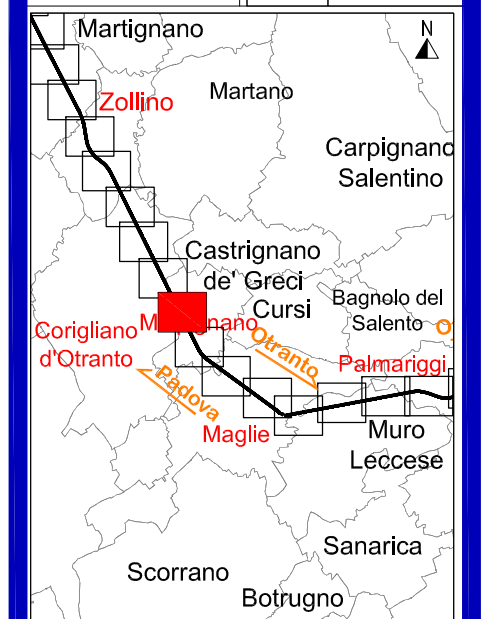 Martignano
N
Zollino
Martano
Carpignano
Salentino
Castrignano
de' Greci
Cursi
Bagnolo del
Salento
Corigliano
d'Otranto
Otranto
Palmariggi
Padova
Maglie
Muro
Leccese
Sanarica
Scorrano
Botrugno